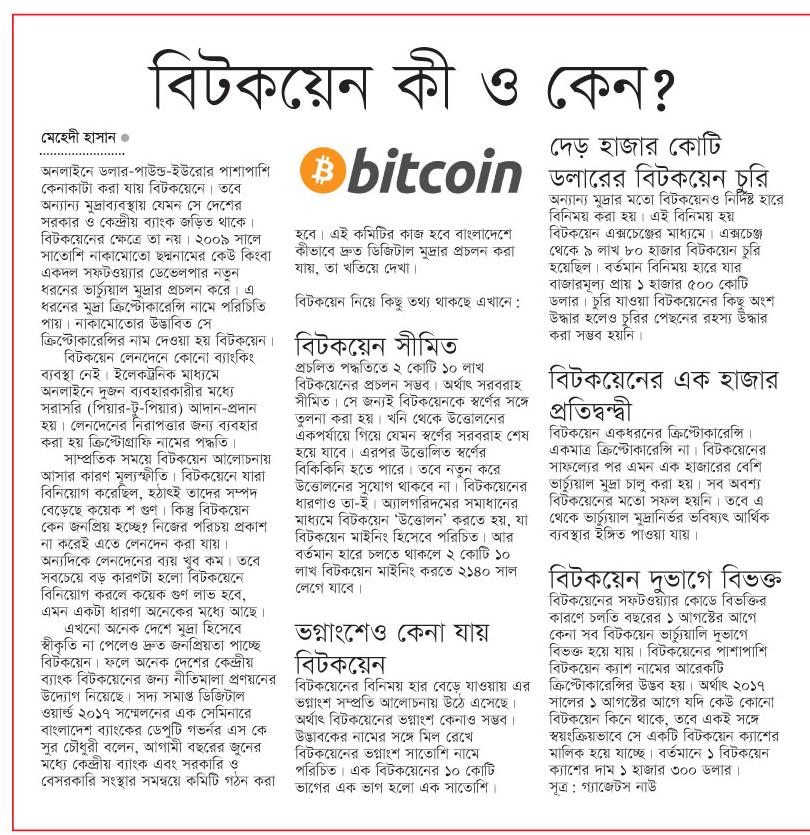 বিটকয়েন কী ও কেন?
মেহেদী হাসান
অনলাইনে ডলার-পাউন্ড-ইউরোর পাশাপাশি
কেনাকাটা করা যায় বিটকয়েনে। তবে
অন্যান্য মুদ্রাব্যবস্থায় যেমন সে দেশের
সরকার ও কেন্দ্রীয় ব্যাংক জড়িত থাকে।
বিটকয়েনের ক্ষেত্রে তা নয়। ২০০৯ সালে
সাতোশি নাকামোতো ছদ্মনামের কেউ কিংবা
একদল সফটওয়্যার ডেভেলপার নতুন
ধরনের ভার্চ্যুয়াল মুদ্রার প্রচলন করে। এ
ধরনের মুদ্রা ক্রিপ্টোকারেন্সি নামে পরিচিতি
পায়। নাকামোতোর উদ্ভাবিত সে
ক্রিপ্টোকারেন্সির নাম দেওয়া হয় বিটকয়েন।
বিটকয়েন লেনদেনে কোনো ব্যাংকিং
ব্যবস্থা নেই। ইলেকট্রনিক মাধ্যমে
অনলাইনে দুজন ব্যবহারকারীর মধ্যে
সরাসরি (পিয়ার-টু-পিয়ার) আদান-প্রদান
হয়। লেনদেনের নিরাপত্তার জন্য ব্যবহার
করা হয় ক্রিপ্টোগ্রাফি নামের পদ্ধতি।
সাম্প্রতিক সময়ে বিটকয়েন আলোচনায়
আসার কারণ মূল্যস্ফীতি। বিটকয়েনে যারা
বিনিয়োগ করেছিল, হঠাৎই তাদের সম্পদ
বেড়েছে কয়েক শ গুণ। কিন্তু বিটকয়েন
কেন জনপ্রিয় হচ্ছে? নিজের পরিচয় প্রকাশ
না করেই এতে লেনদেন করা যায়।
অন্যদিকে লেনদেনের ব্যয় খুব কম। তবে
সবচেয়ে বড় কারণটা হলো বিটকয়েনে
বিনিয়োগ করলে কয়েক গুণ লাভ হবে,
এমন একটা ধারণা অনেকের মধ্যে আছে।
এখনো অনেক দেশে মুদ্রা হিসেবে
স্বীকৃতি না পেলেও দ্রুত জনপ্রিয়তা পাচ্ছে
বিটকয়েন। ফলে অনেক দেশের কেন্দ্রীয়
ব্যাংক বিটকয়েনের জন্য নীতিমালা প্রণয়নের
উদ্যোগ নিয়েছে। সদ্য সমাপ্ত ডিজিটাল
ওয়ার্ল্ড ২০১৭ সম্মেলনের এক সেমিনারে
বাংলাদেশ ব্যাংকের ডেপুটি গভর্নর এস কে
সুর চৌধুরী বলেন, আগামী বছরের জুনের
মধ্যে কেন্দ্রীয় ব্যাংক এবং সরকারি ও
বেসরকারি সংস্থার সমন্বয়ে কমিটি গঠন করা
bitcoin
হবে। এই কমিটির কাজ হবে বাংলাদেশে
কীভাবে দ্রুত ডিজিটাল মুদ্রার প্রচলন করা
যায়, তা খতিয়ে দেখা।
বিটকয়েন নিয়ে কিছু তথ্য থাকছে এখানে :
বিটকয়েন সীমিত
প্রচলিত পদ্ধতিতে ২ কোটি ১০ লাখ
বিটকয়েনের প্রচলন সম্ভব। অর্থাৎ সরবরাহ
সীমিত। সে জন্যই বিটকয়েনকে স্বর্ণের সঙ্গে
তুলনা করা হয়। খনি থেকে উত্তোলনের
একপর্যায়ে গিয়ে যেমন স্বর্ণের সরবরাহ শেষ
হয়ে যাবে। এরপর উত্তোলিত স্বর্ণের
বিকিকিনি হতে পারে। তবে নতুন করে
উত্তোলনের সুযোগ থাকবে না। বিটকয়েনের
ধারণাও তা-ই। অ্যালগরিদমের সমাধানের
মাধ্যমে বিটকয়েন ‘উত্তোলন’ করতে হয়, যা
বিটকয়েন মাইনিং হিসেবে পরিচিত। আর
বর্তমান হারে চলতে থাকলে ২ কোটি ১০
লাখ বিটকয়েন মাইনিং করতে ২১৪০ সাল
লেগে যাবে।
ভগ্নাংশেও কেনা যায়
বিটকয়েন
বিটকয়েনের বিনিময় হার বেড়ে যাওয়ায় এর
ভগ্নাংশ সম্প্রতি আলোচনায় উঠে এসেছে।
অর্থাৎ বিটকয়েনের ভগ্নাংশ কেনাও সম্ভব।
উদ্ভাবকের নামের সঙ্গে মিল রেখে
বিটকয়েনের ভগ্নাংশ সাতোশি নামে
পরিচিত। এক বিটকয়েনের ১০ কোটি
ভাগের এক ভাগ হলো এক সাতোশি।
দেড় হাজার কোটি
ডলারের বিটকয়েন চুরি
অন্যান্য মুদ্রার মতো বিটকয়েনও নির্দিষ্ট হারে
বিনিময় করা হয়। এই বিনিময় হয়
বিটকয়েন এক্সচেঞ্জের মাধ্যমে। এক্সচেঞ্জ
থেকে ৯ লাখ ৮০ হাজার বিটকয়েন চুরি
হয়েছিল। বর্তমান বিনিময় হারে যার
বাজারমূল্য প্রায় ১ হাজার ৫০০ কোটি
ডলার। চুরি যাওয়া বিটকয়েনের কিছু অংশ
উদ্ধার হলেও চুরির পেছনের রহস্য উদ্ধার
করা সম্ভব হয়নি।
বিটকয়েনের এক হাজার
প্রতিদ্বন্দ্বী
বিটকয়েন একধরনের ক্রিপ্টোকারেন্সি।
একমাত্র ক্রিপ্টোকারেন্সি না। বিটকয়েনের
সাফল্যের পর এমন এক হাজারের বেশি
ভার্চ্যুয়াল মুদ্রা চালু করা হয়। সব অবশ্য
বিটকয়েনের মতো সফল হয়নি। তবে এ
থেকে ভার্চ্যুয়াল মুদ্রানির্ভর ভবিষ্যৎ আর্থিক
ব্যবস্থার ইঙ্গিত পাওয়া যায়।
বিটকয়েন দুভাগে বিভক্ত
বিটকয়েনের সফটওয়্যার কোডে বিভক্তির
কারণে চলতি বছরের ১ আগস্টের আগে
কেনা সব বিটকয়েন ভার্চ্যুয়ালি দুভাগে
বিভক্ত হয়ে যায়। বিটকয়েনের পাশাপাশি
বিটকয়েন ক্যাশ নামের আরেকটি
ক্রিপ্টোকারেন্সির উদ্ভব হয়। অর্থাৎ ২০১৭
সালের ১ আগস্টের আগে যদি কেউ কোনো
বিটকয়েন কিনে থাকে, তবে একই সঙ্গে
স্বয়ংক্রিয়ভাবে সে একটি বিটকয়েন ক্যাশের
মালিক হয়ে যাচ্ছে। বর্তমানে ১ বিটকয়েন
ক্যাশের দাম ১ হাজার ৩০০ ডলার।
সূত্র : গ্যাজেটস নাউ